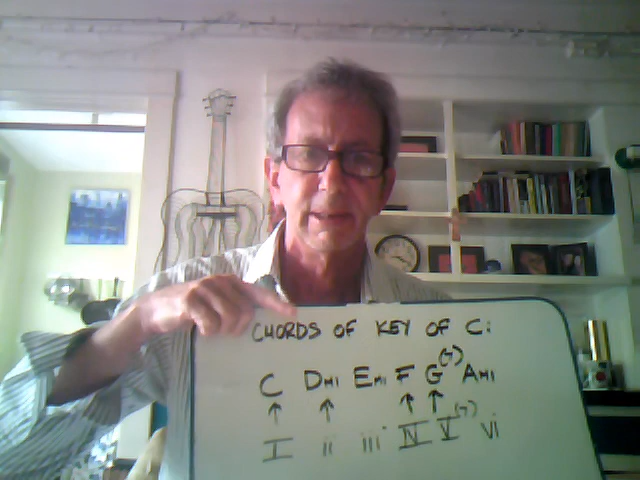 CHORDS OF KEY OF C:
C DMI EMI F G(7) AMI
↑ ↑ ↑ ↑
I ii iii IV V(7) vi